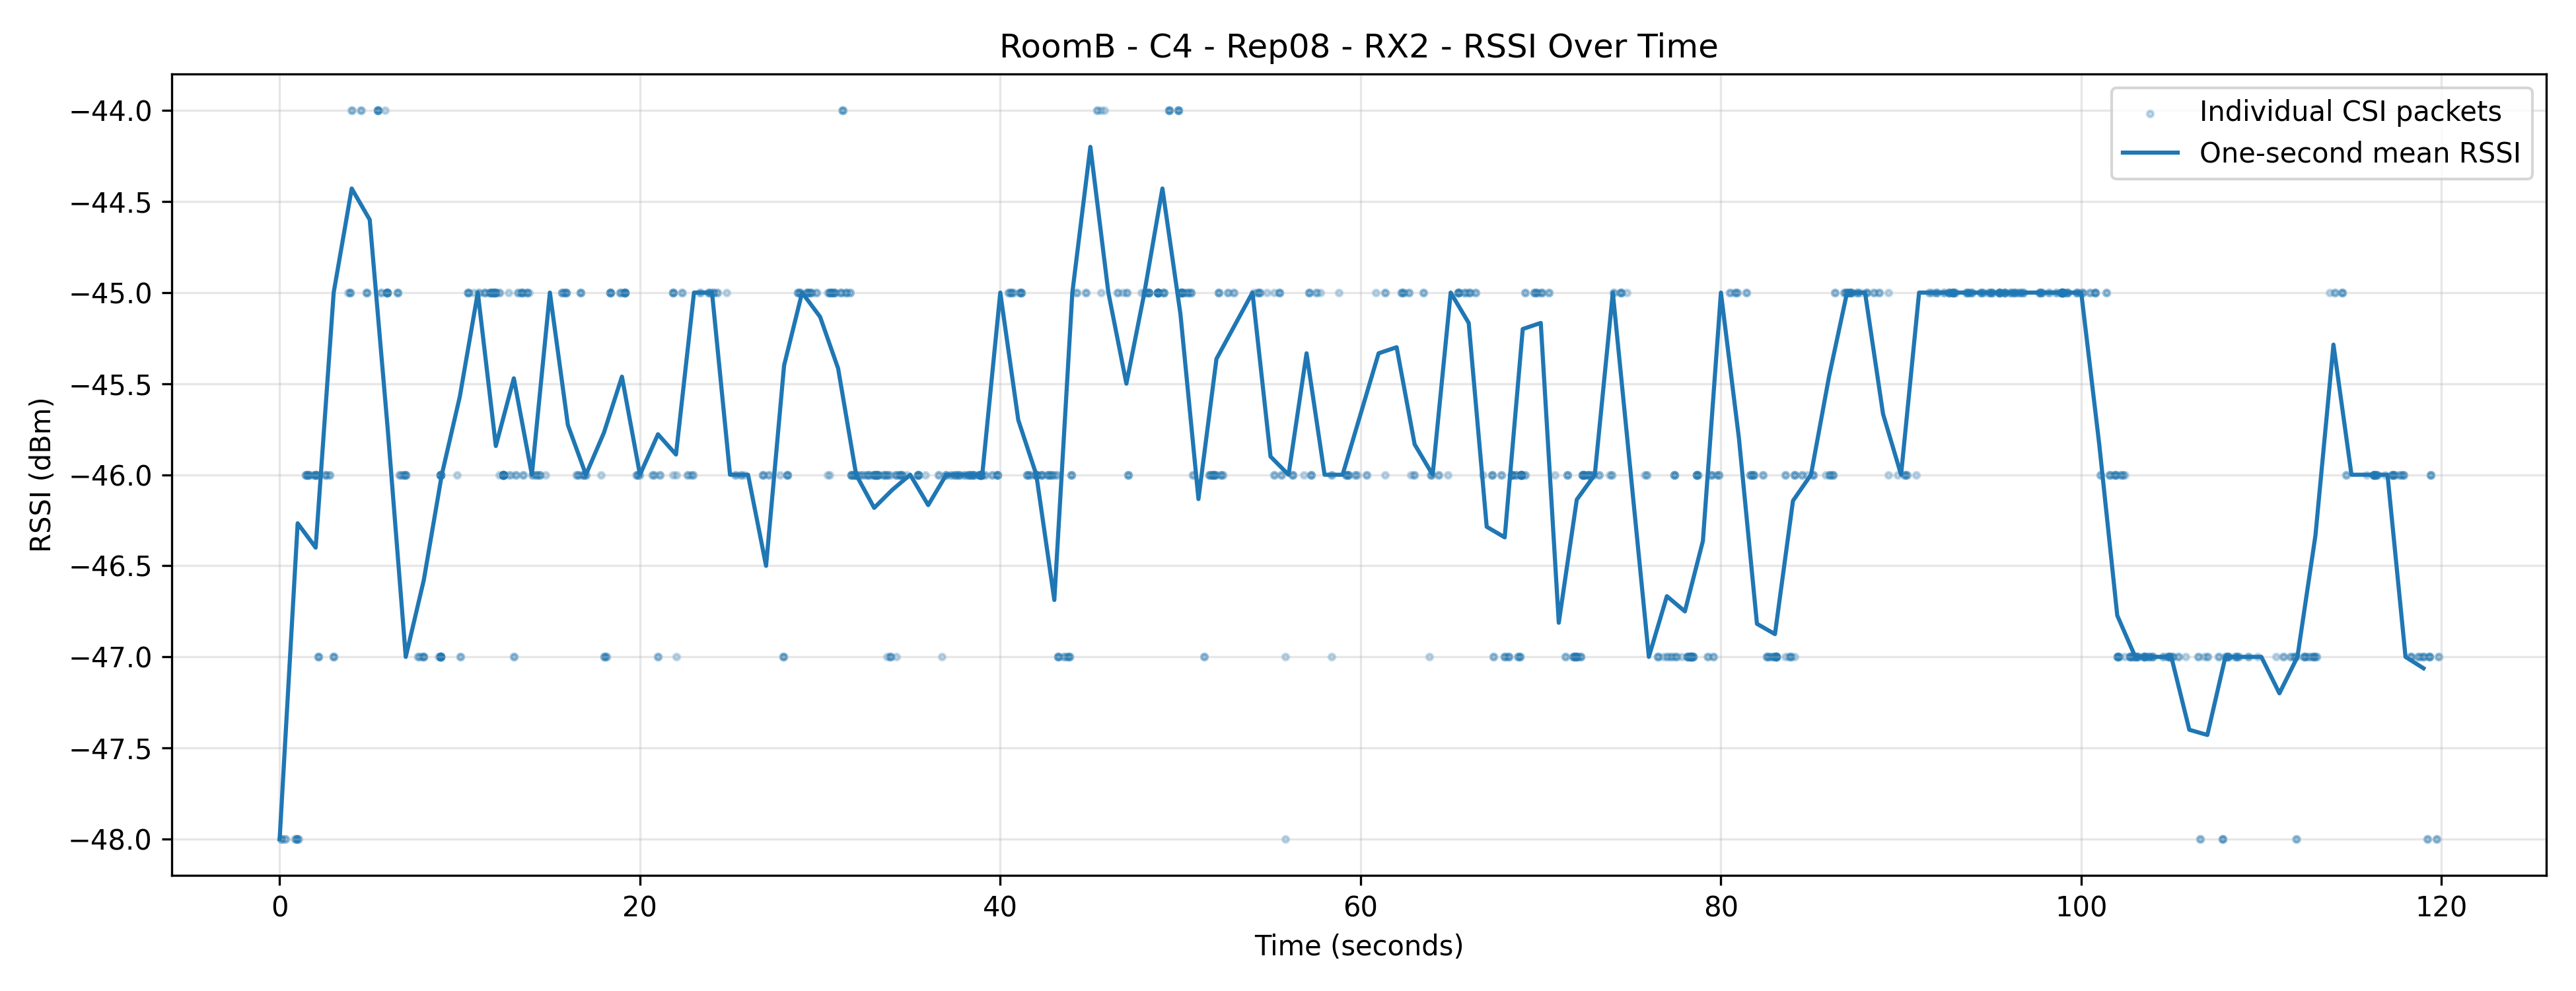 RoomB - C4 - Rep08 - RX2 - RSSI Over Time
Individual CSI packets
One-second mean RSSI
RSSI (dBm)
−44.0
−44.5
−45.0
−45.5
−46.0
−46.5
−47.0
−47.5
−48.0
0 20 40 60 80 100 120
Time (seconds)